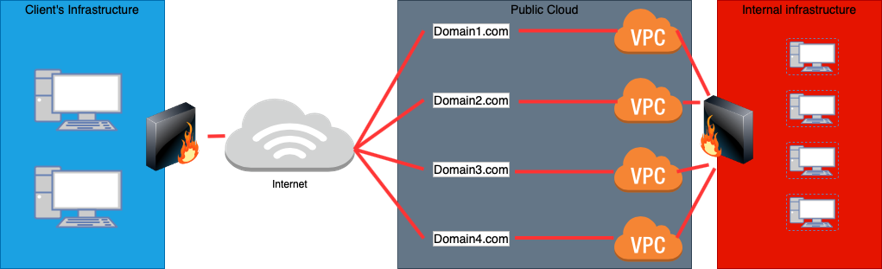 Client's Infrastructure
Public Cloud
Internal infrastructure
Domain1.com
VPC
Domain2.com
VPC
Internet
Domain3.com
VPC
Domain4.com
VPC